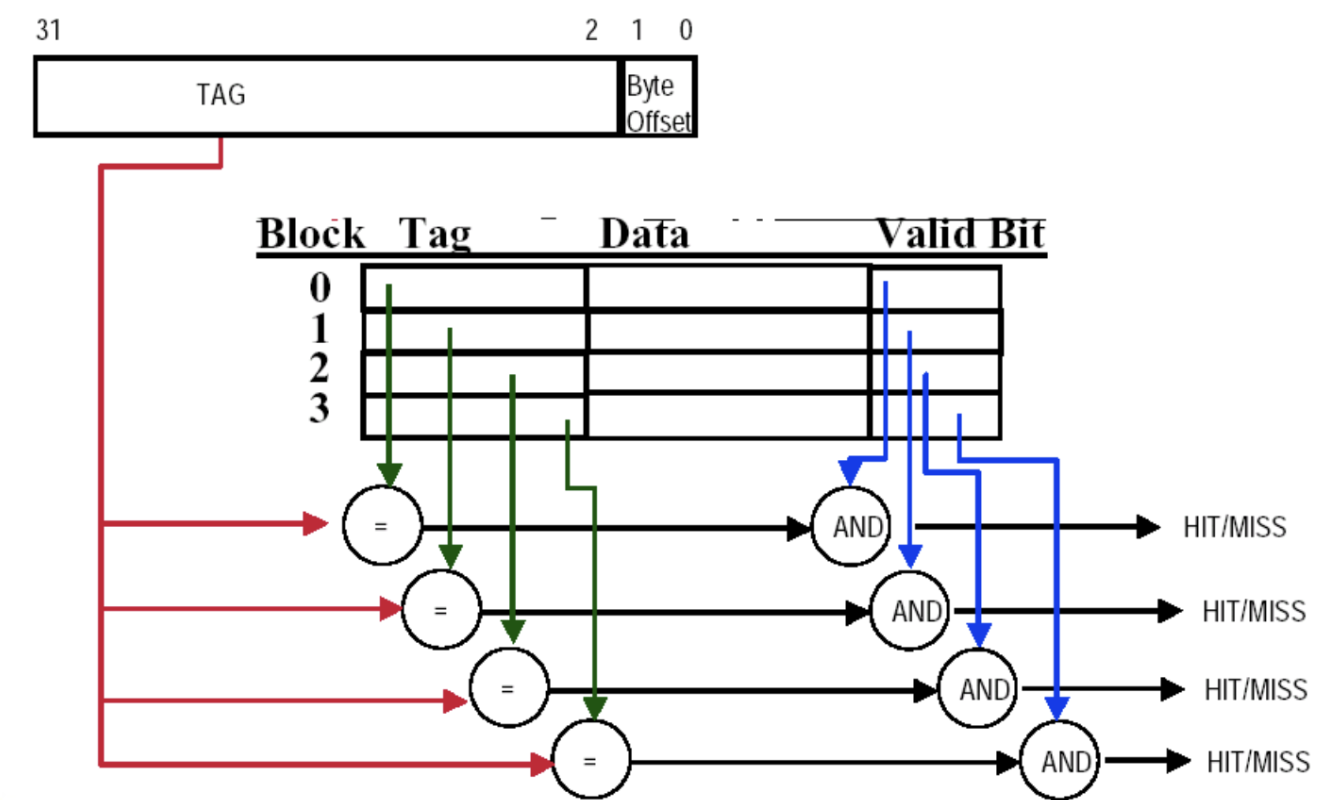 31 2 1 0
TAG Byte
Offset
Block Tag Data Valid Bit
0
1
2
3
= AND HIT/MISS
= AND HIT/MISS
= AND HIT/MISS
= AND HIT/MISS